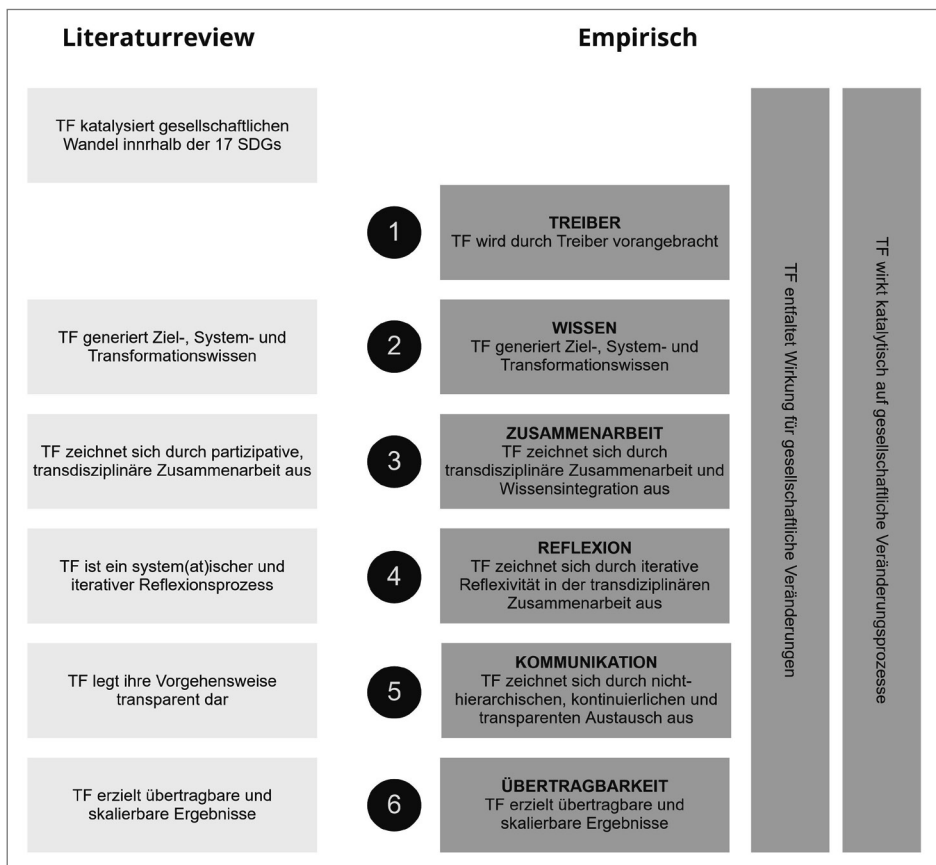 Literaturreview
Empirisch
TF katalysiert gesellschaftlichen
Wandel innrhalb der 17 SDGs
1
TREIBER
TF wird durch Treiber vorangebracht
TF generiert Ziel-, System- und
Transformationswissen
2
WISSEN
TF generiert Ziel-, System- und
Transformationswissen
TF zeichnet sich durch partizipative,
transdisziplinäre Zusammenarbeit aus
3
ZUSAMMENARBEIT
TF zeichnet sich durch
transdisziplinäre Zusammenarbeit und
Wissensintegration aus
TF ist ein system(at)ischer und
iterativer Reflexionsprozess
4
REFLEXION
TF zeichnet sich durch iterative
Reflexivität in der transdiziplinären
Zusammenarbeit aus
TF legt ihre Vorgehensweise
transparent dar
5
KOMMUNIKATION
TF zeichnet sich durch nicht-
hierarchischen, kontinuierlichen und
transparenten Austausch aus
TF erzielt übertragbare und
skalierbare Ergebnisse
6
ÜBERTRAGBARKEIT
TF erzielt übertragbare und
skalierbare Ergebnisse
TF entfaltet Wirkung für gesellschaftliche Veränderungen
TF wirkt katalytisch auf gesellschaftliche Veränderungsprozesse